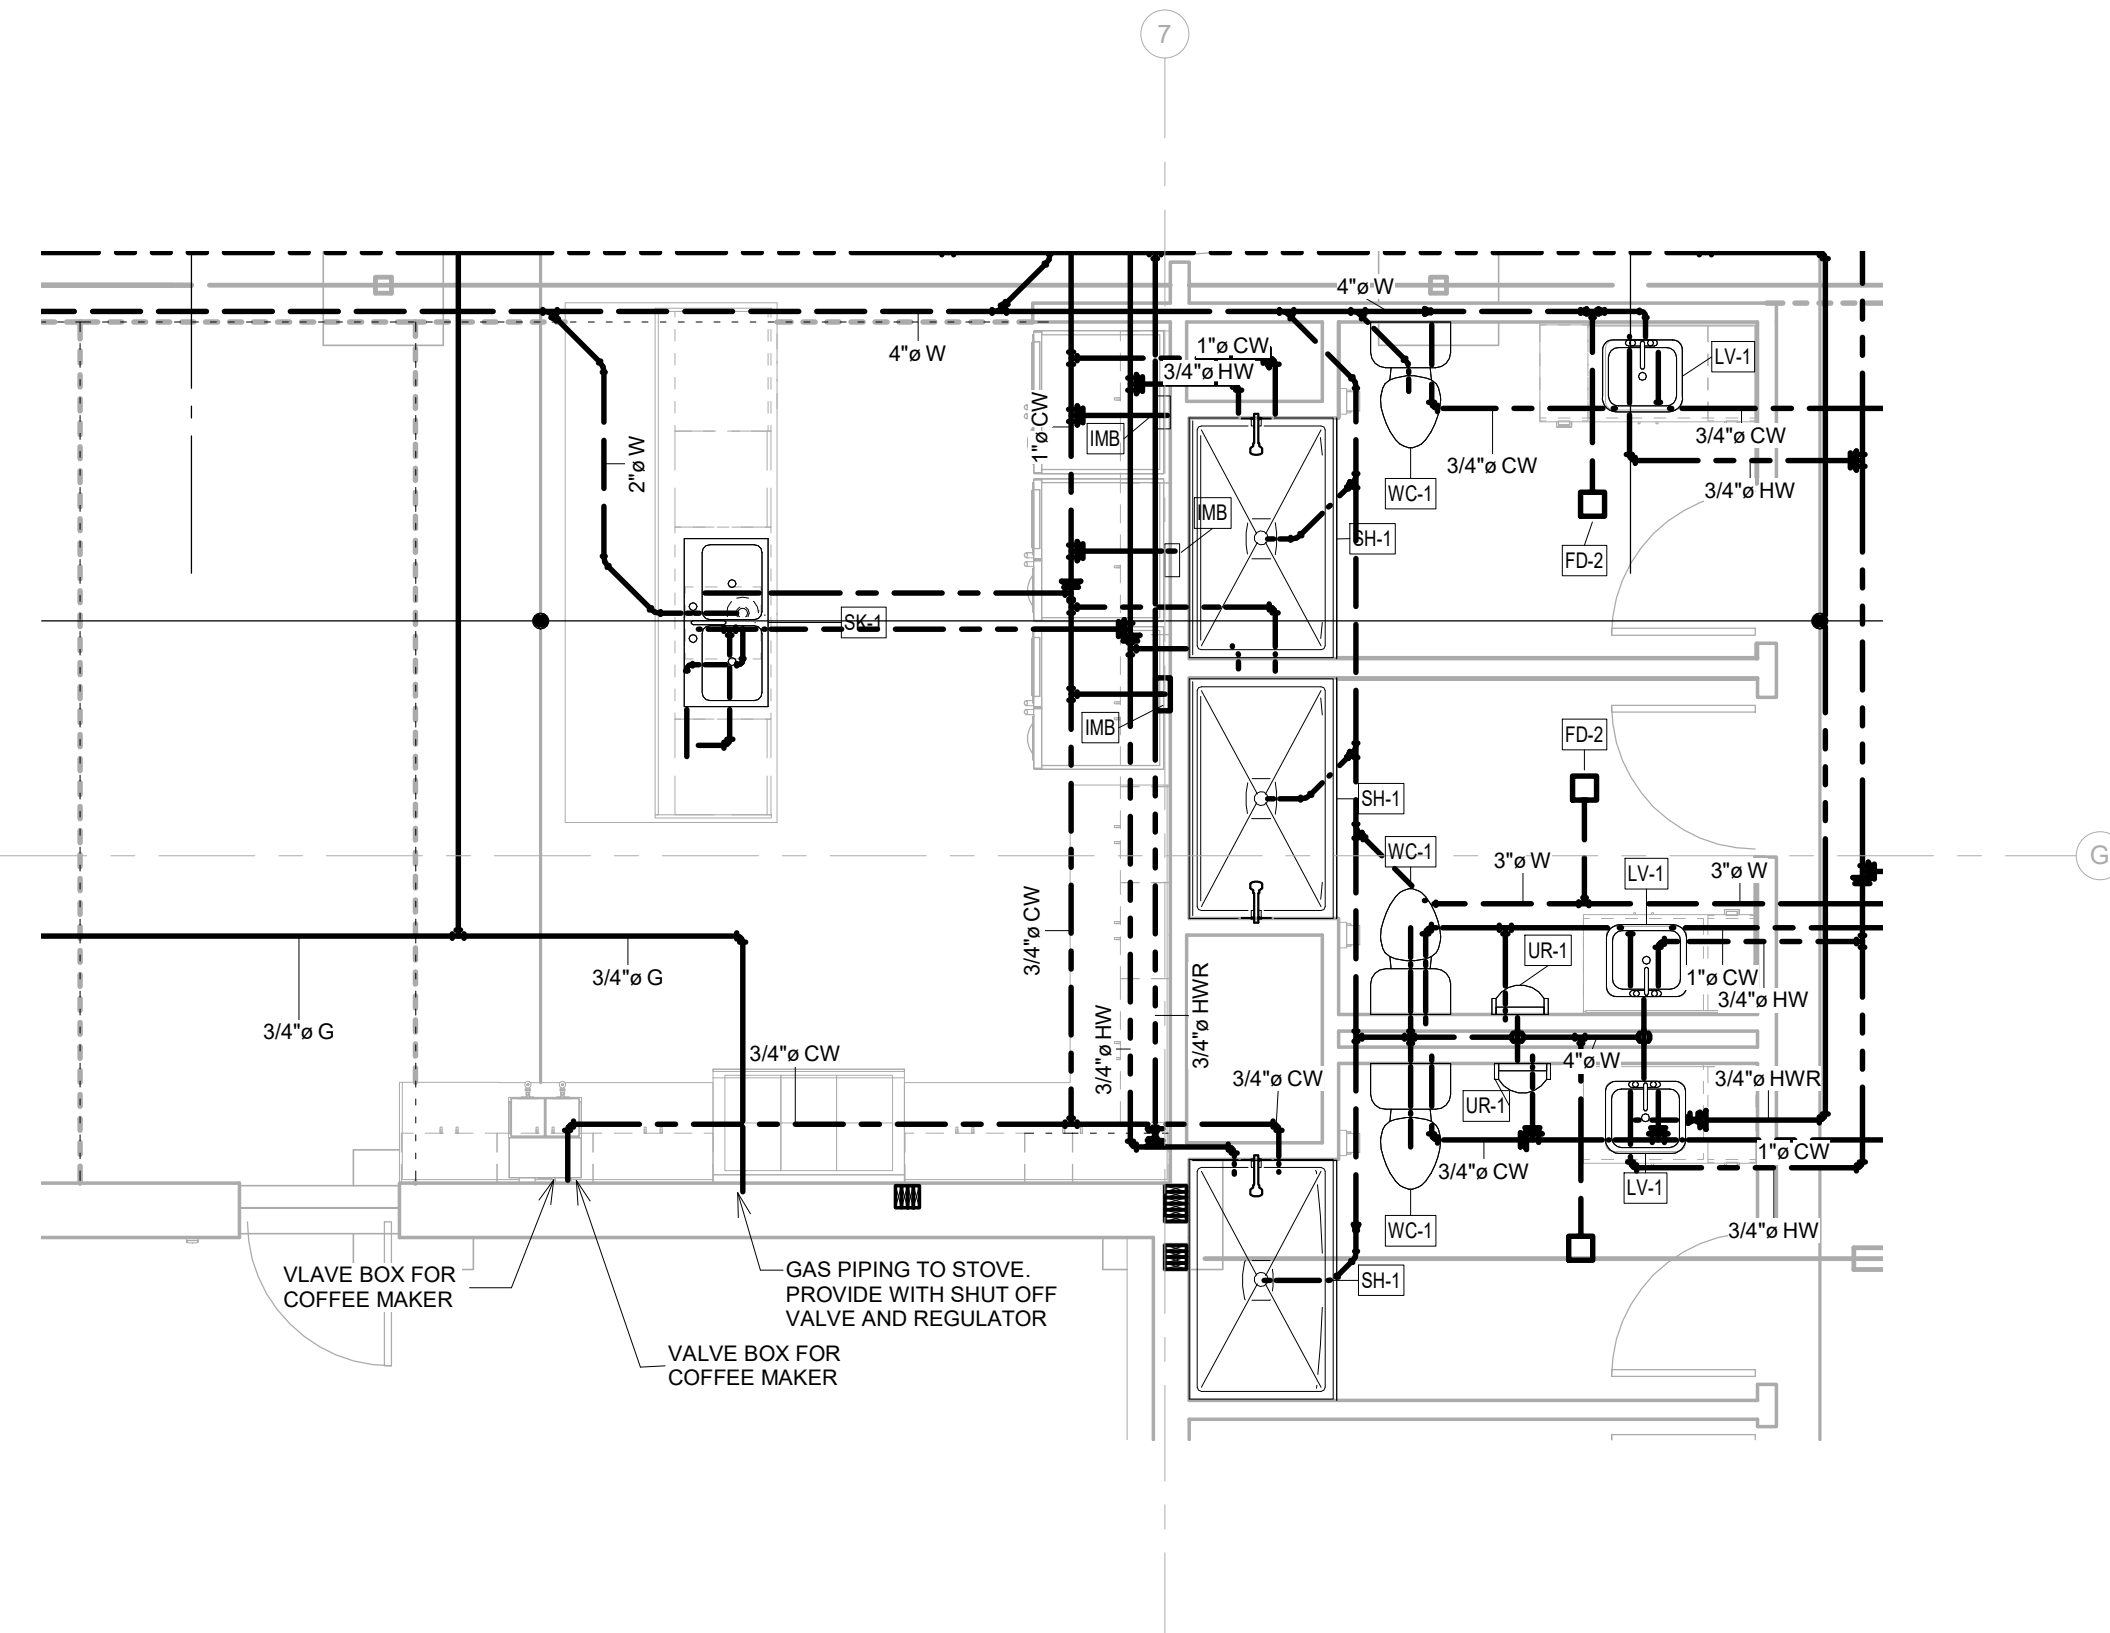 7
4"ø W
4"ø W
1"ø CW
3/4"ø HW
LV-1
1"ø CW
IMB
2"ø W
3/4"ø CW
3/4"ø CW
3/4"ø HW
WC-1
IMB
SH-1
FD-2
SK-1
IMB
FD-2
SH-1
WC-1
3"ø W
LV-1
3"ø W
G
3/4"ø CW
UR-1
3/4"ø G
1"ø CW
3/4"ø HW
3/4"ø G
3/4"ø HW
3/4"ø HWR
3/4"ø CW
4"ø W
3/4"ø CW
3/4"ø HWR
UR-1
1"ø CW
3/4"ø CW
LV-1
WC-1
3/4"ø HW
SH-1
VLAVE BOX FOR
COFFEE MAKER
GAS PIPING TO STOVE.
PROVIDE WITH SHUT OFF
VALVE AND REGULATOR
VALVE BOX FOR
COFFEE MAKER